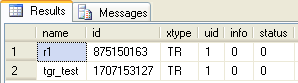 Results Messages
name id xtype uid info status
1 r1 875150163 TR 1 0 0
2 tgr_test 1707153127 TR 1 0 0